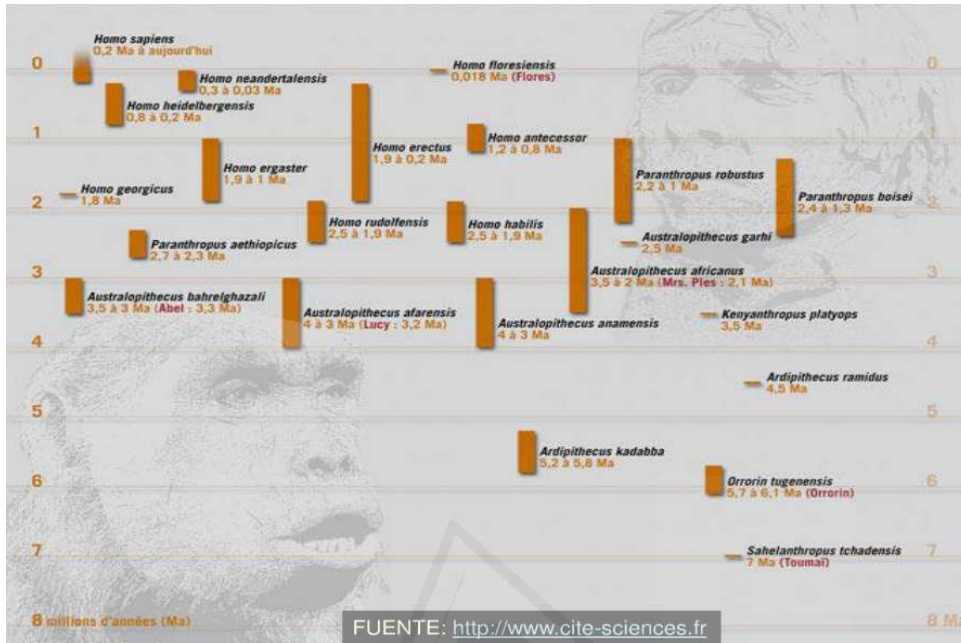 Homo sapiens
0,2 Ma à aujourd'hui
0
0
Homo floresiensis
0,018 Ma (Flores)
Homo neandertalensis
0,3 à 0,03 Ma
Homo heidelbergensis
0,8 à 0,2 Ma
1
1
Homo antecessor
1,2 à 0,8 Ma
Homo erectus
1,9 à 0,2 Ma
Homo ergaster
1,9 à 1 Ma
Paranthropus robustus
2,2 à 1 Ma
Homo georgicus
1,8 Ma
Paranthropus boisei
2,4 à 1,3 Ma
2
2
Homo rudolfensis
2,5 à 1,9 Ma
Homo habilis
2,5 à 1,9 Ma
Australopithecus garhi
2,5 Ma
Paranthropus aethiopicus
2,7 à 2,3 Ma
3
3
Australopithecus africanus
3,5 à 2 Ma (Mrs. Ples : 2,1 Ma)
Australopithecus bahrelghazali
3,5 à 3 Ma (Abel : 3,3 Ma)
Australopithecus afarensis
4 à 3 Ma (Lucy : 3,2 Ma)
Australopithecus anamensis
4 à 3 Ma
Kenyanthropus platyops
3,5 Ma
4
4
Ardipithecus ramidus
4,5 Ma
5
5
Ardipithecus kadabba
5,2 à 5,8 Ma
6
6
Orrorin tugenensis
5,7 à 6,1 Ma (Orrorin)
7
7
Sahelanthropus tchadensis
7 Ma (Toumaï)
8 millions d'années (Ma)
8 Ma
FUENTE: http://www.cite-sciences.fr